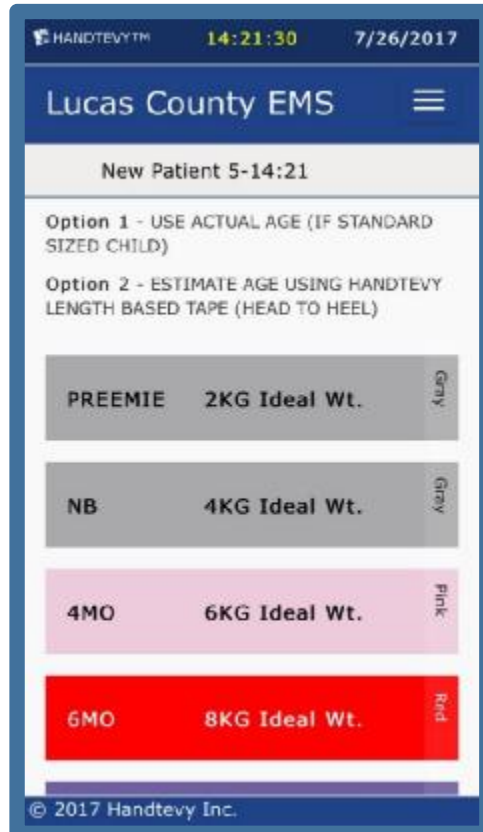 HANDTEVY™ 14:21:30 7/26/2017
Lucas County EMS
New Patient 5-14:21
Option 1 - USE ACTUAL AGE (IF STANDARD
SIZED CHILD)
Option 2 - ESTIMATE AGE USING HANDTEVY
LENGTH BASED TAPE (HEAD TO HEEL)
PREEMIE 2KG Ideal Wt. Gray
NB 4KG Ideal Wt. Gray
4MO 6KG Ideal Wt. Pink
6MO 8KG Ideal Wt. Red
© 2017 Handtevy Inc.